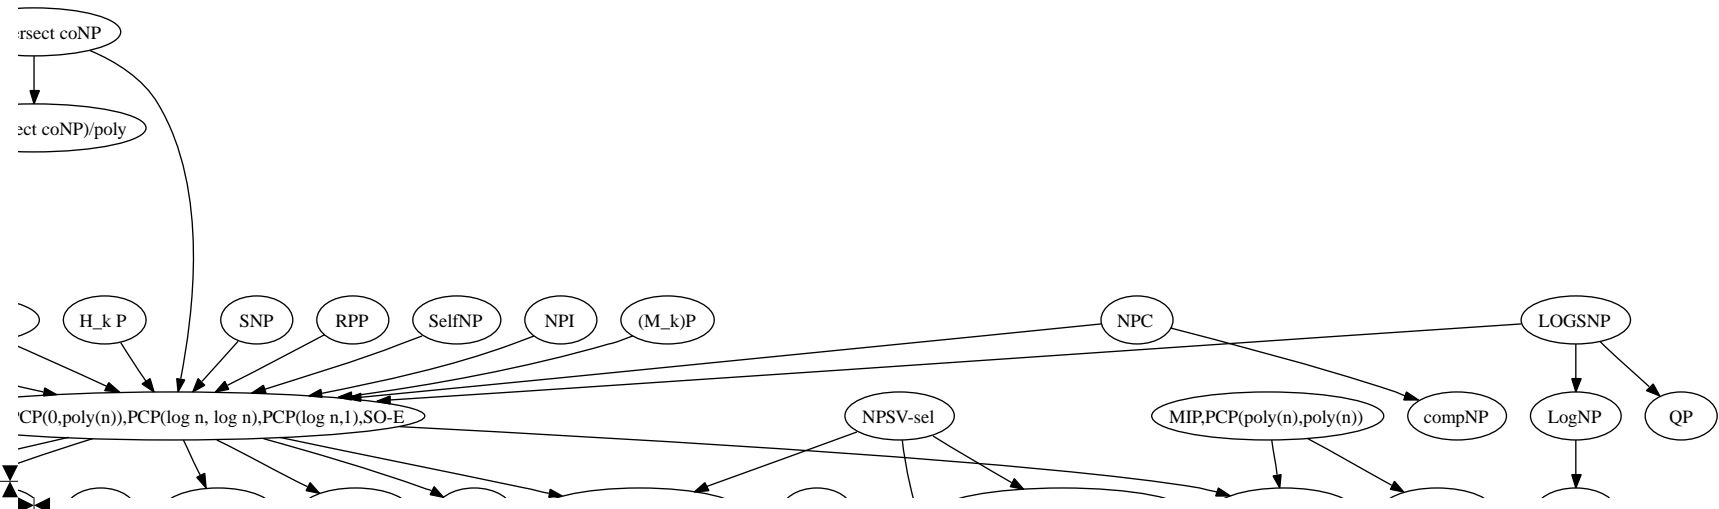 ersect coNP
ect coNP)/poly
H_k P
SNP
RPP
SelfNP
NPI
(M_k)P
NPC
LOGSNP
PCP(0,poly(n)),PCP(log n, log n),PCP(log n,1),SO-E
NPSV-sel
MIP,PCP(poly(n),poly(n))
compNP
LogNP
QP